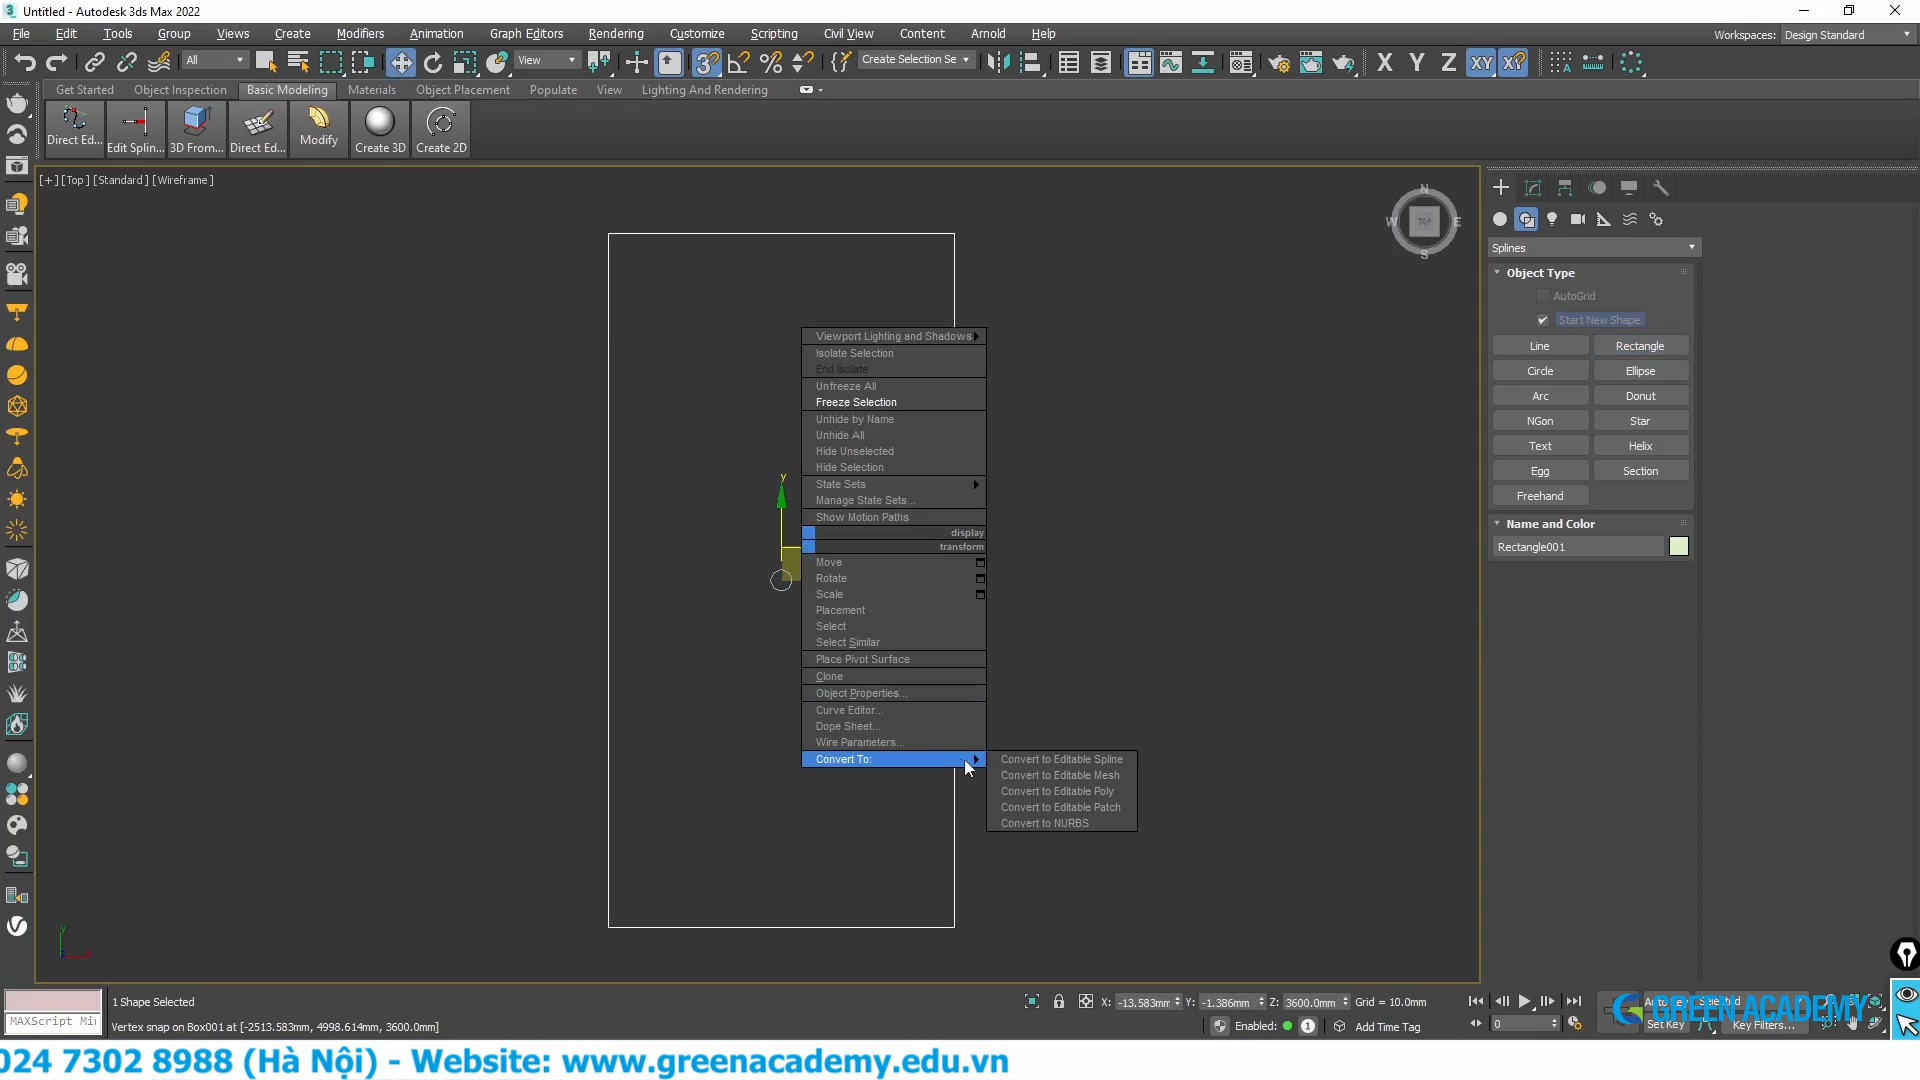 Untitled - Autodesk 3ds Max 2022
File Edit Tools Group Views Create Modifiers Animation Graph Editors Rendering Customize Scripting Civil View Content Arnold Help
Workspaces: Design Standard
All View Create Selection Se X Y Z XY XY
Get Started Object Inspection Basic Modeling Materials Object Placement Populate View Lighting And Rendering
Direct Ed... Edit Splin... 3D From... Direct Ed... Modify Create 3D Create 2D
[+] [Top] [Standard] [Wireframe]
N
W TOP E
S
Splines
Object Type
AutoGrid
Start New Shape
Line Rectangle
Circle Ellipse
Arc Donut
NGon Star
Text Helix
Egg Section
Freehand
Name and Color
Rectangle001
Viewport Lighting and Shadows
Isolate Selection
End Isolate
Unfreeze All
Freeze Selection
Unhide by Name
Unhide All
Hide Unselected
Hide Selection
State Sets
Manage State Sets...
Show Motion Paths
display
transform
Move
Rotate
Scale
Placement
Select
Select Similar
Place Pivot Surface
Clone
Object Properties...
Curve Editor...
Dope Sheet...
Wire Parameters...
Convert To:
Convert to Editable Spline
Convert to Editable Mesh
Convert to Editable Poly
Convert to Editable Patch
Convert to NURBS
y
y
1 Shape Selected
X: -13.583mm Y: -1.386mm Z: 3600.0mm Grid = 10.0mm
MAXScript Mi
Vertex snap on Box001 at [-2513.583mm, 4998.614mm, 3600.0mm]
Enabled: 1 Add Time Tag
0
Set Key Key Filters...
GREEN ACADEMY
024 7302 8988 (Hà Nội) - Website: www.greenacademy.edu.vn